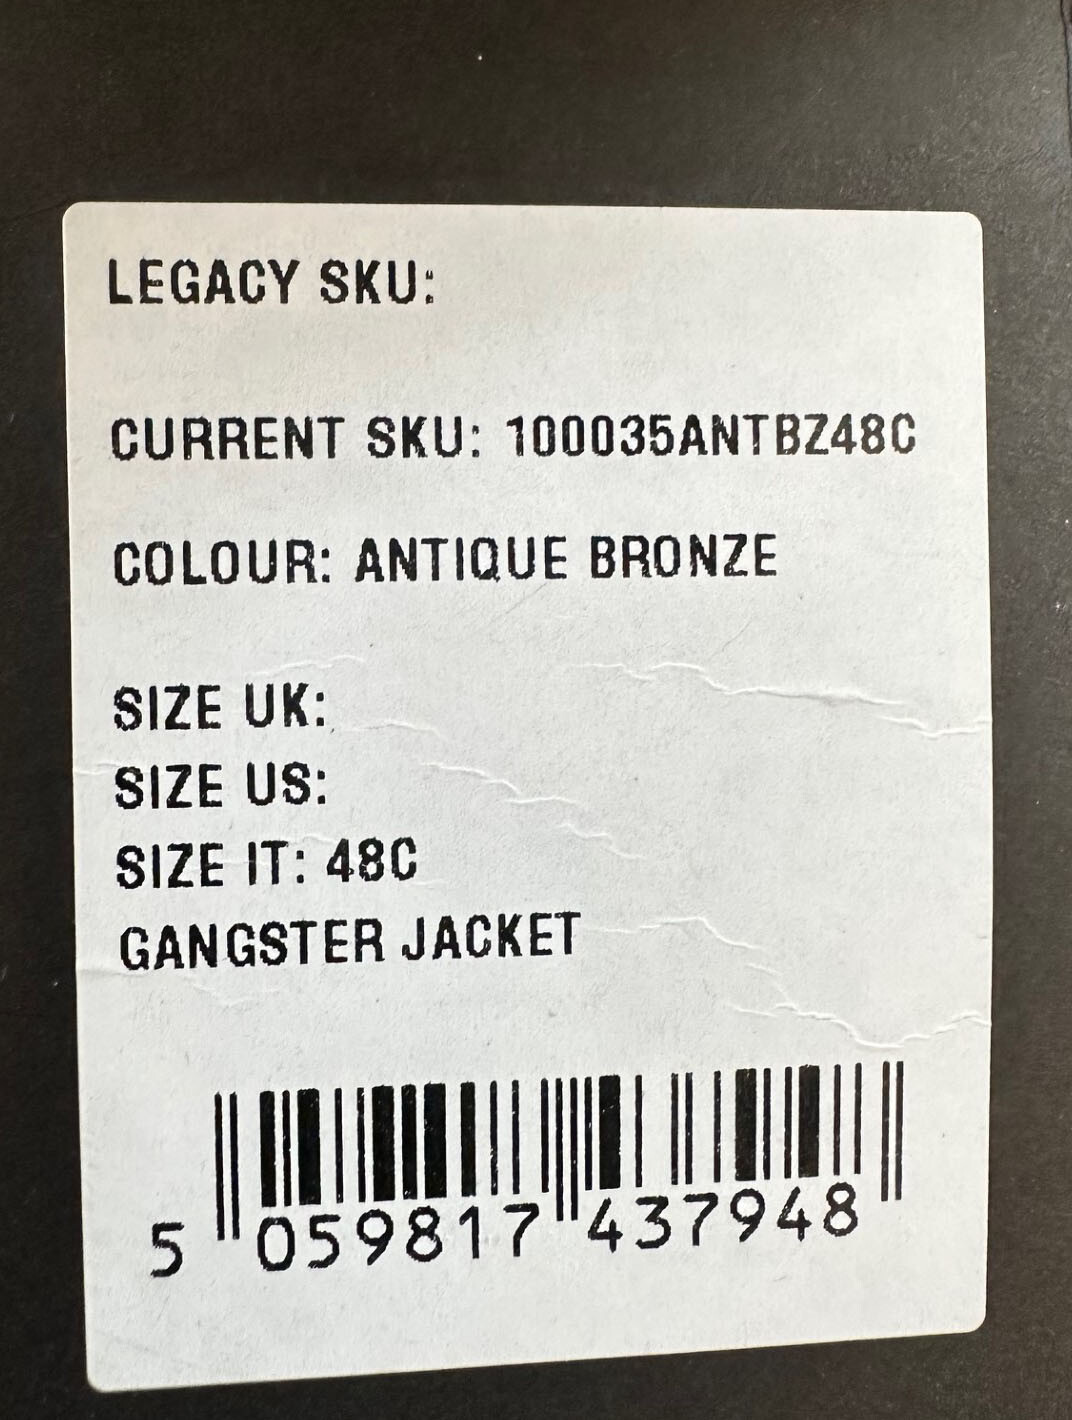 LEGACY SKU:
CURRENT SKU: 100035ANTBZ48C
COLOUR: ANTIQUE BRONZE
SIZE UK:
SIZE US:
SIZE IT: 48C
GANGSTER JACKET
5 059817 437948